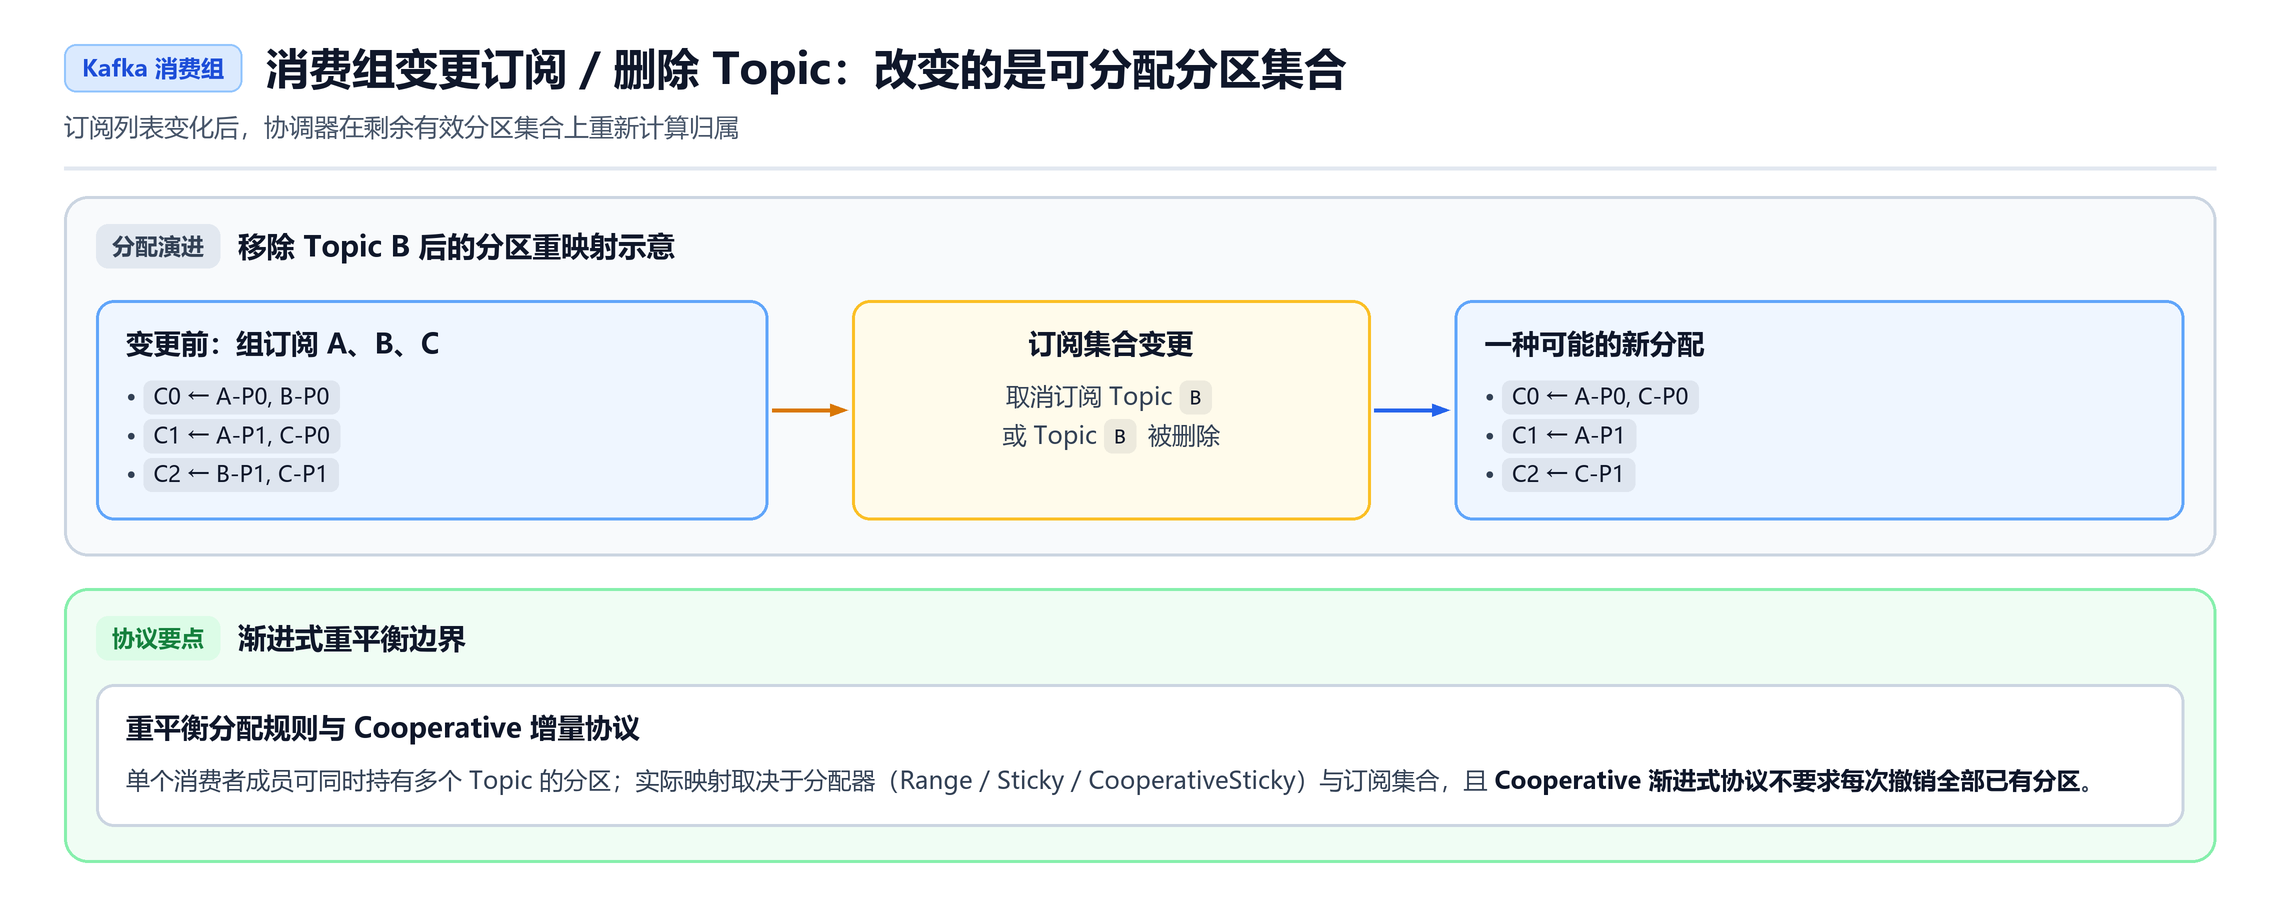 Kafka 消费组
消费组变更订阅 / 删除 Topic：改变的是可分配分区集合
订阅列表变化后，协调器在剩余有效分区集合上重新计算归属
分配演进
移除 Topic B 后的分区重映射示意
变更前：组订阅 A、B、C
• C0 ← A-P0, B-P0
• C1 ← A-P1, C-P0
• C2 ← B-P1, C-P1
订阅集合变更
取消订阅 Topic B
或 Topic B 被删除
一种可能的新分配
• C0 ← A-P0, C-P0
• C1 ← A-P1
• C2 ← C-P1
协议要点
渐进式重平衡边界
重平衡分配规则与 Cooperative 增量协议
单个消费者成员可同时持有多个 Topic 的分区；实际映射取决于分配器（Range / Sticky / CooperativeSticky）与订阅集合，且 Cooperative 渐进式协议不要求每次撤销全部已有分区。